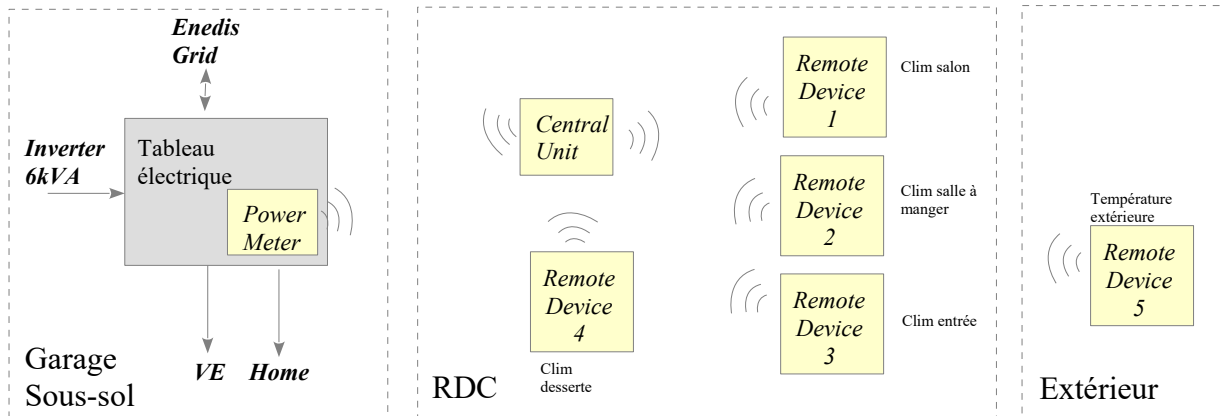 Enedis
Grid
Inverter
6kVA
Tableau
électrique
Power
Meter
VE
Home
Garage
Sous-sol
Central
Unit
Remote
Device
4
Clim
desserte
Remote
Device
1
Clim salon
Remote
Device
2
Clim salle à
manger
Remote
Device
3
Clim entrée
RDC
Température
extérieure
Remote
Device
5
Extérieur